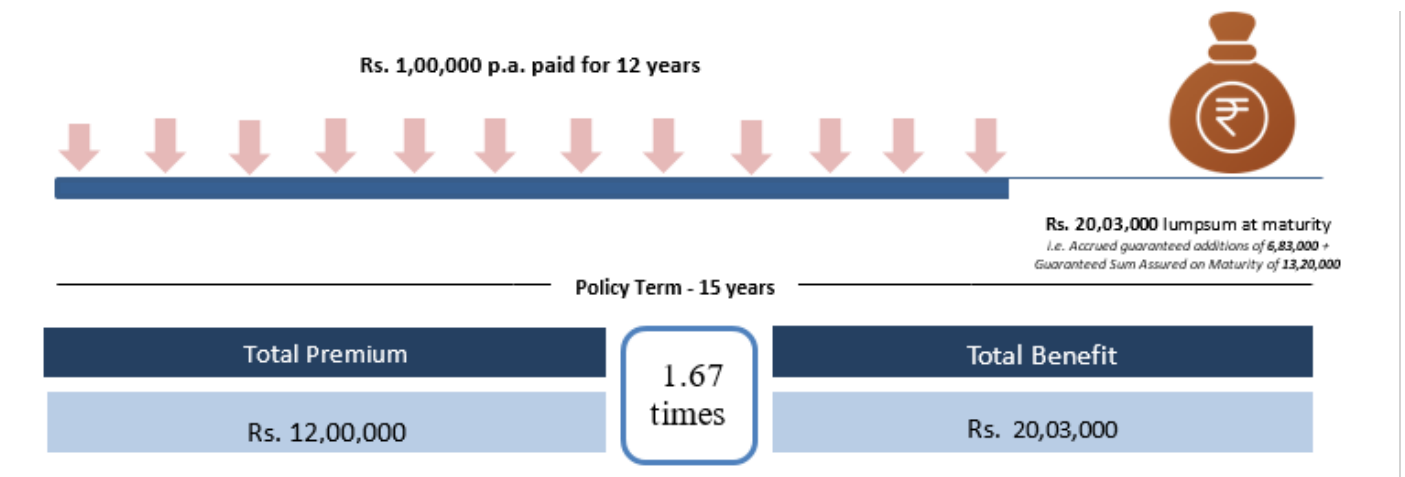 Rs. 1,00,000 p.a. paid for 12 years
₹
Rs. 20,03,000 lumpsum at maturity
i.e. Accrued guaranteed additions of 6,83,000 +
Guaranteed Sum Assured on Maturity of 13,20,000
Policy Term - 15 years
Total Premium
1.67
times
Total Benefit
Rs. 12,00,000
Rs. 20,03,000